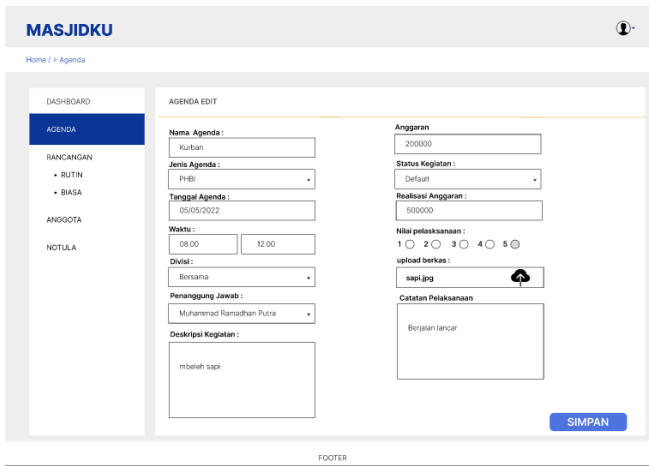 MASJIDKU
Home / > Agenda
DASHBOARD
AGENDA
RANCANGAN
• RUTIN
• BIASA
ANGGOTA
NOTULA
AGENDA EDIT
Nama Agenda :
Kurban
Jenis Agenda :
PHBI
Tanggal Agenda :
05/05/2022
Waktu :
08.00 12.00
Divisi :
Bersama
Penanggung Jawab :
Muhammad Ramadhan Putra
Deskripsi Kegiatan :
mbeleh sapi
Anggaran
200000
Status Kegiatan :
Default
Realisasi Anggaran :
500000
Nilai pelasksanaan :
1 2 3 4 5
upload berkas :
sapi.jpg
Catatan Pelaksanaan
Berjalan lancar
SIMPAN
FOOTER